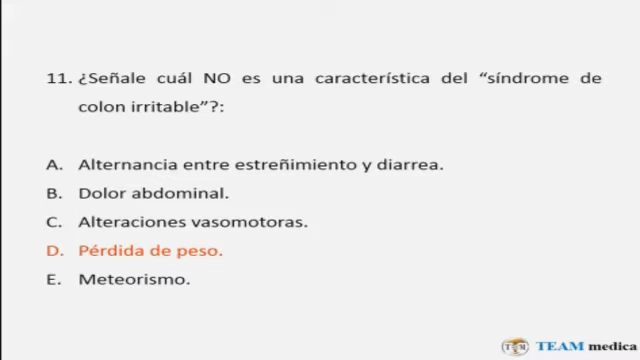 11. ¿Señale cuál NO es una característica del “síndrome de
colon irritable”?:
A. Alternancia entre estreñimiento y diarrea.
B. Dolor abdominal.
C. Alteraciones vasomotoras.
D. Pérdida de peso.
E. Meteorismo.
TEAM medica